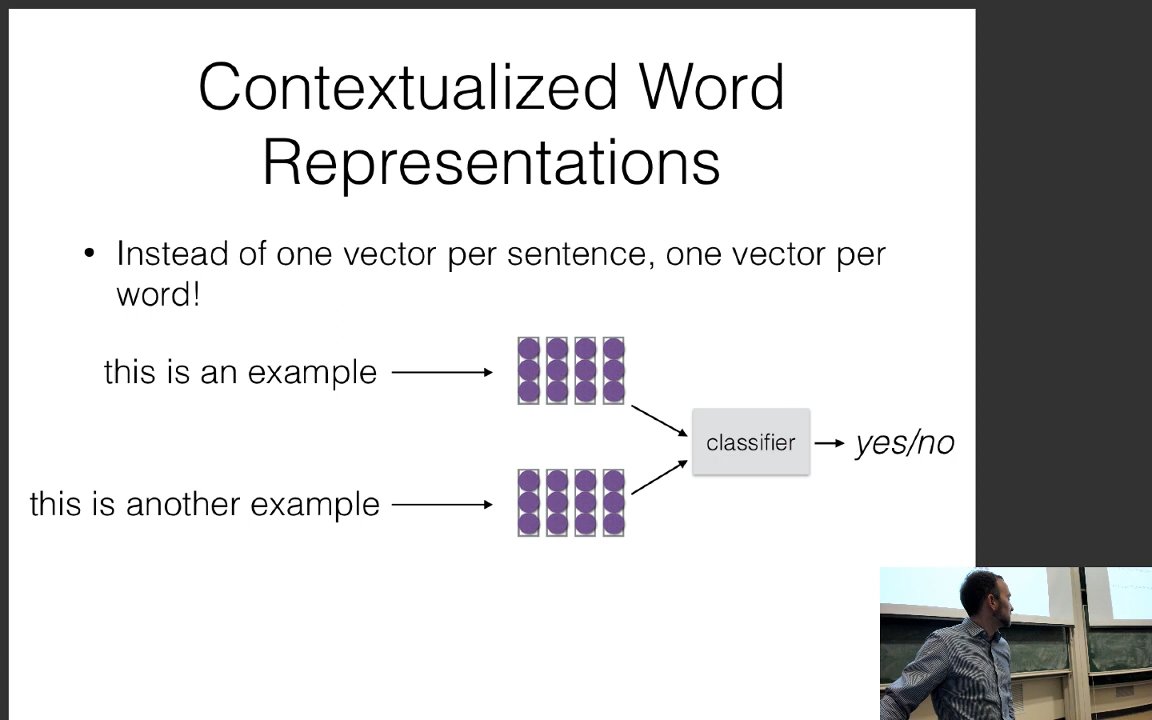 Contextualized Word
Representations
• Instead of one vector per sentence, one vector per
word!
this is an example
classifier
yes/no
this is another example